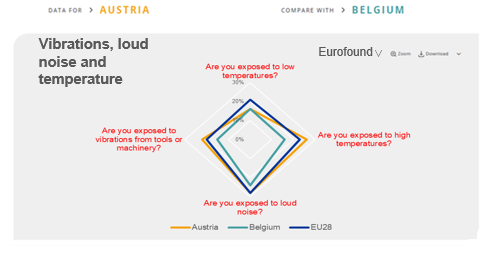 DATA FOR > AUSTRIA
COMPARE WITH > BELGIUM
Vibrations, loud
noise and
temperature
Eurofound
Zoom
Download
Are you exposed to low
temperatures?
30%
20%
0%
Are you exposed to
vibrations from tools or
machinery?
Are you exposed to high
temperatures?
Are you exposed to loud
noise?
Austria
Belgium
EU28